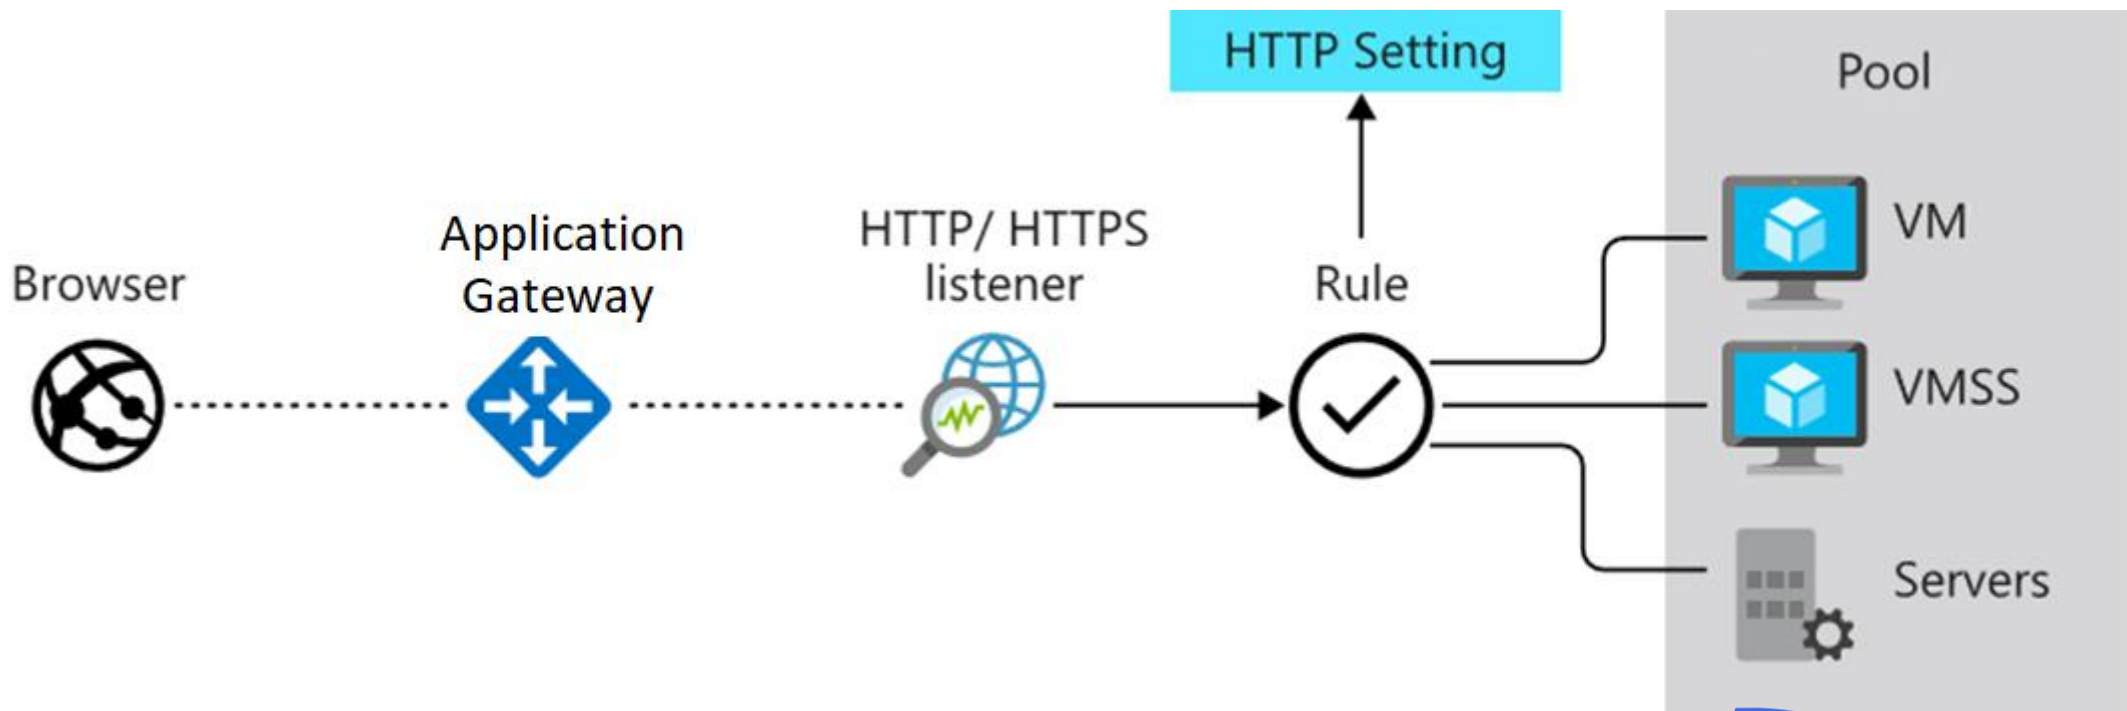 HTTP Setting
Pool
Application
Gateway
HTTP/ HTTPS
listener
Browser
Rule
VM
VMSS
Servers